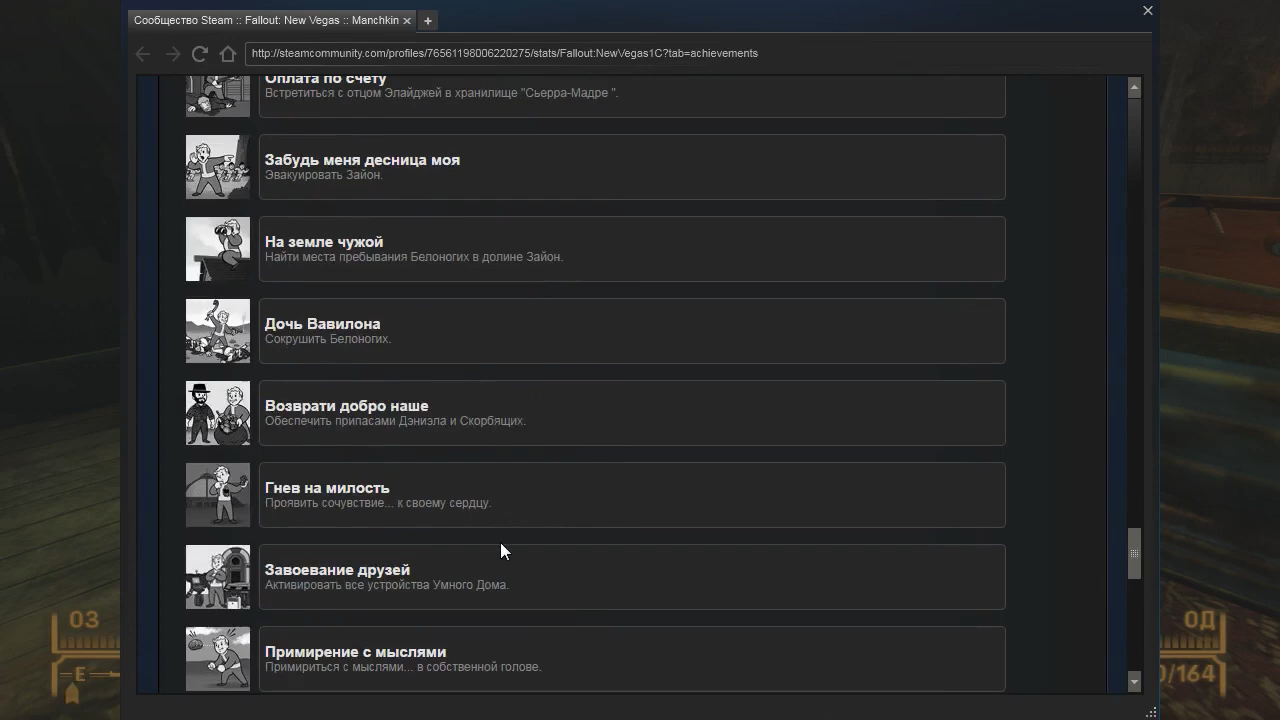 Сообщество Steam :: Fallout: New Vegas :: Manchkin
http://steamcommunity.com/profiles/76561198006220275/stats/Fallout:NewVegas1C?tab=achievements
Оплата по счету
Встретиться с отцом Элайджей в хранилище "Сьерра-Мадре ".
Забудь меня десница моя
Эвакуировать Зайон.
На земле чужой
Найти места пребывания Белоногих в долине Зайон.
Дочь Вавилона
Сокрушить Белоногих.
Возврати добро наше
Обеспечить припасами Дэниэла и Скорбящих.
Гнев на милость
Проявить сочувствие... к своему сердцу.
Завоевание друзей
Активировать все устройства Умного Дома.
Примирение с мыслями
Примириться с мыслями... в собственной голове.
ОЗ
ОД
E
0/164